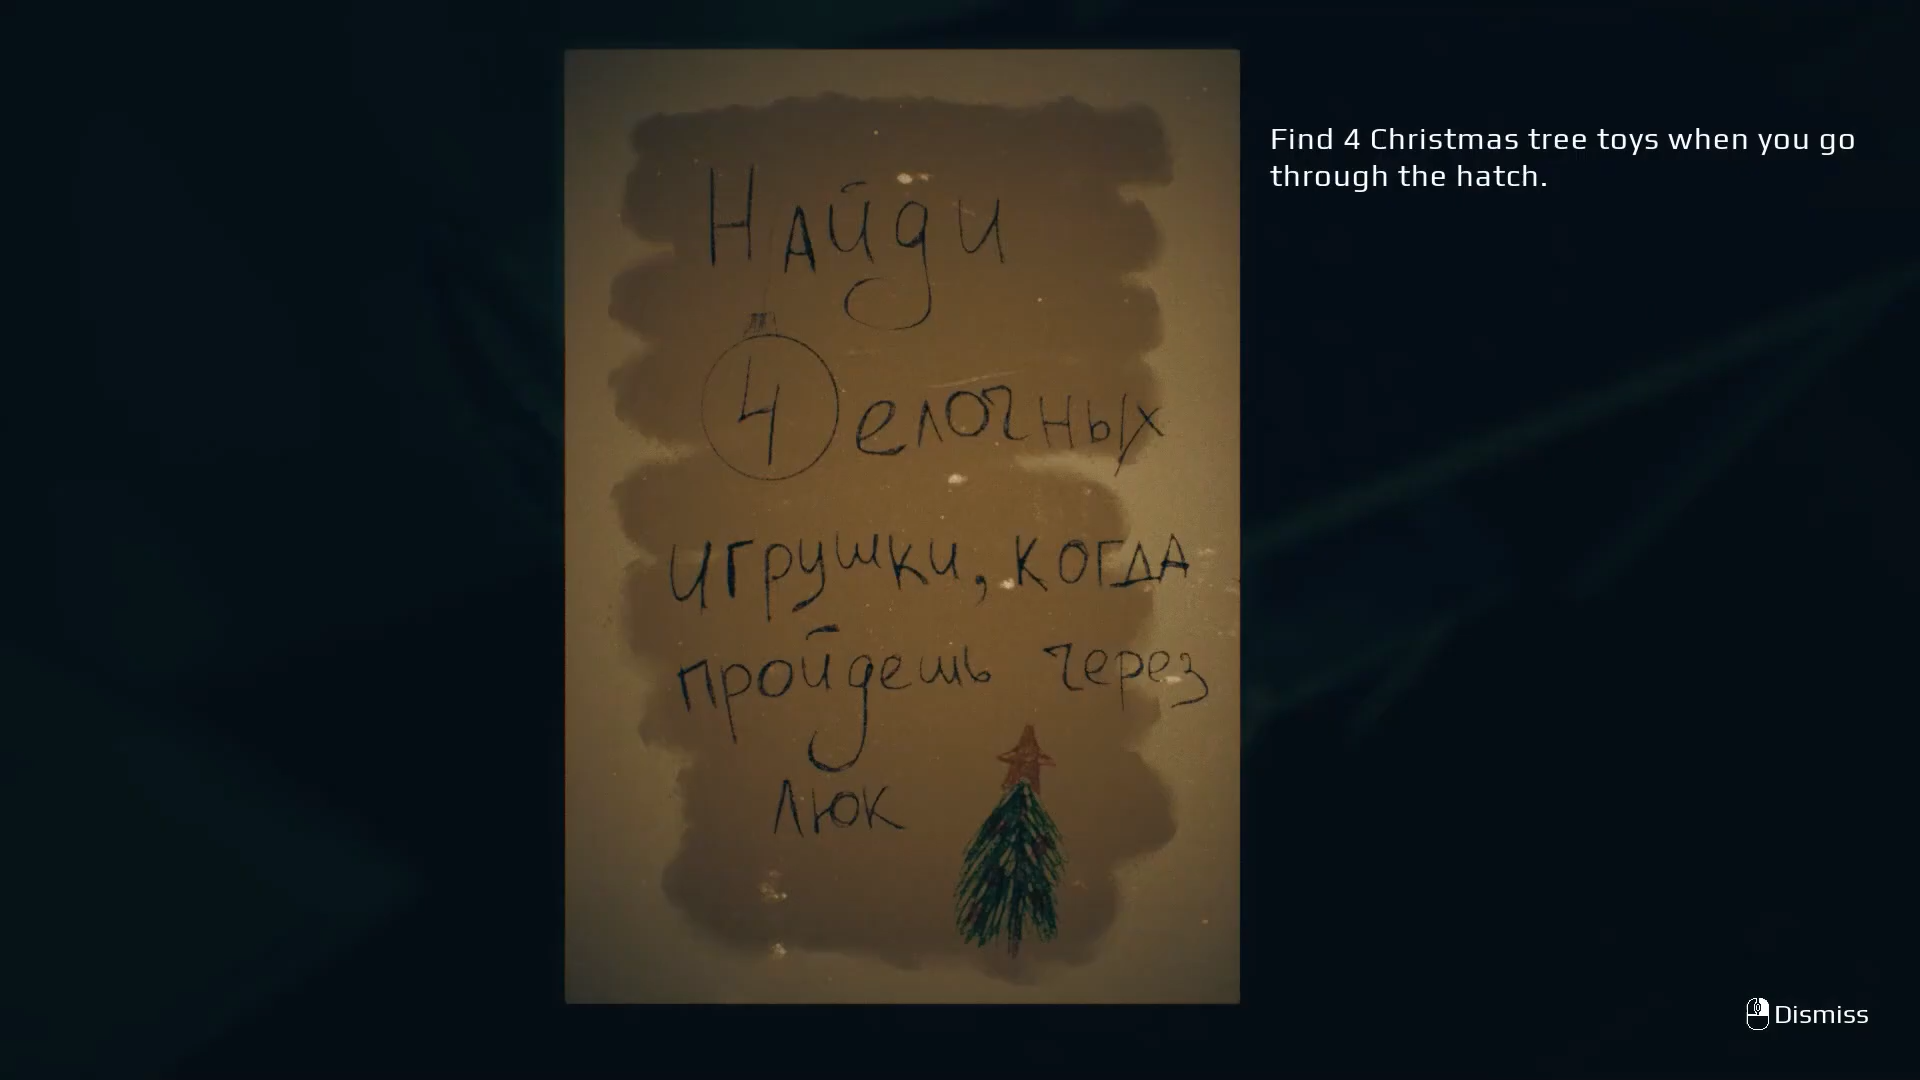 Найди
4 елочных
игрушки, когда
пройдешь через
люк
Find 4 Christmas tree toys when you go
through the hatch.
Dismiss